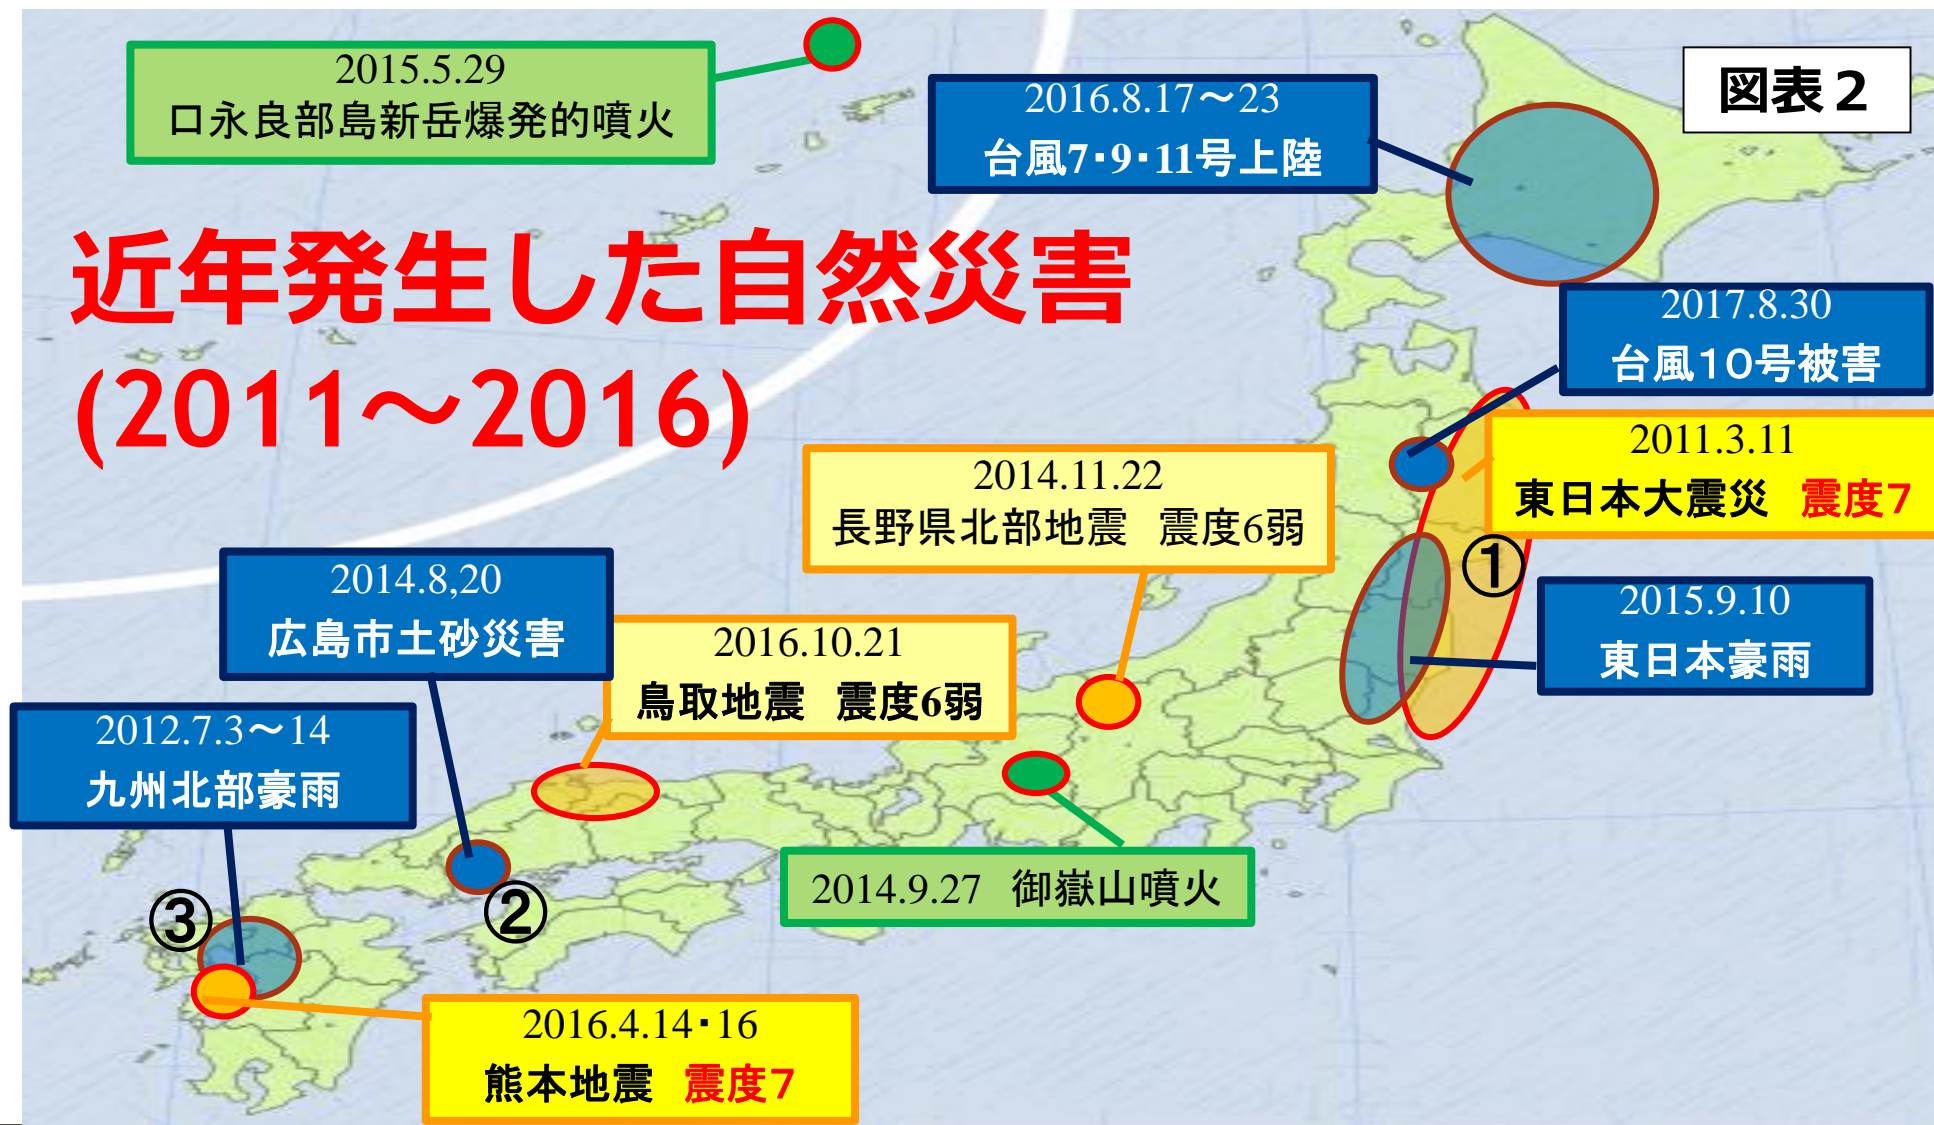 図表２
2015.5.29
口永良部島新岳爆発的噴火
2016.8.17～23
台風7・9・11号上陸
近年発生した自然災害
(2011～2016)
2017.8.30
台風１０号被害
2011.3.11
東日本大震災　震度７
2014.11.22
長野県北部地震　震度6弱
①
2014.8,20
広島市土砂災害
2015.9.10
東日本豪雨
2016.10.21
鳥取地震　震度6弱
2012.7.3～14
九州北部豪雨
2014.9.27　御嶽山噴火
②
③
2016.4.14・16
熊本地震　震度７